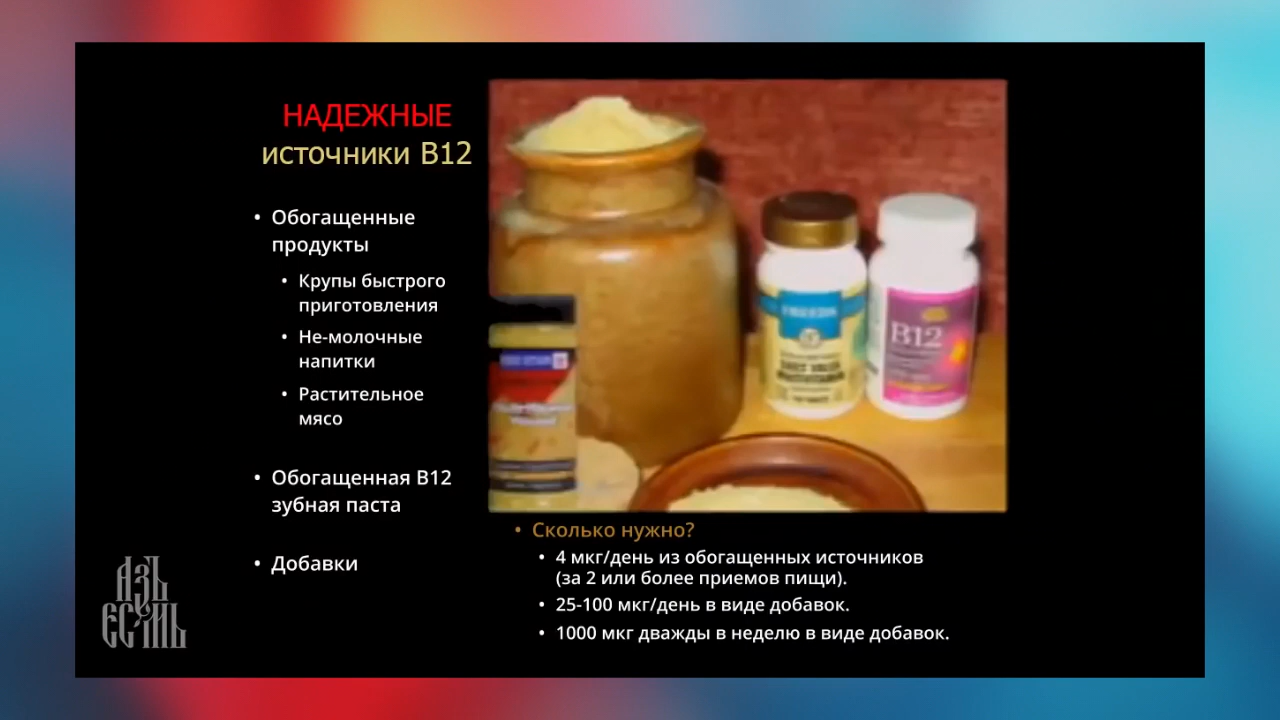 НАДЕЖНЫЕ
источники B12
• Обогащенные
продукты
• Крупы быстрого
приготовления
• Не-молочные
напитки
• Растительное
мясо
• Обогащенная B12
зубная паста
• Добавки
B12
• Сколько нужно?
• 4 мкг/день из обогащенных источников
(за 2 или более приемов пищи).
• 25-100 мкг/день в виде добавок.
• 1000 мкг дважды в неделю в виде добавок.
АЗЪ
ЕСМЬ